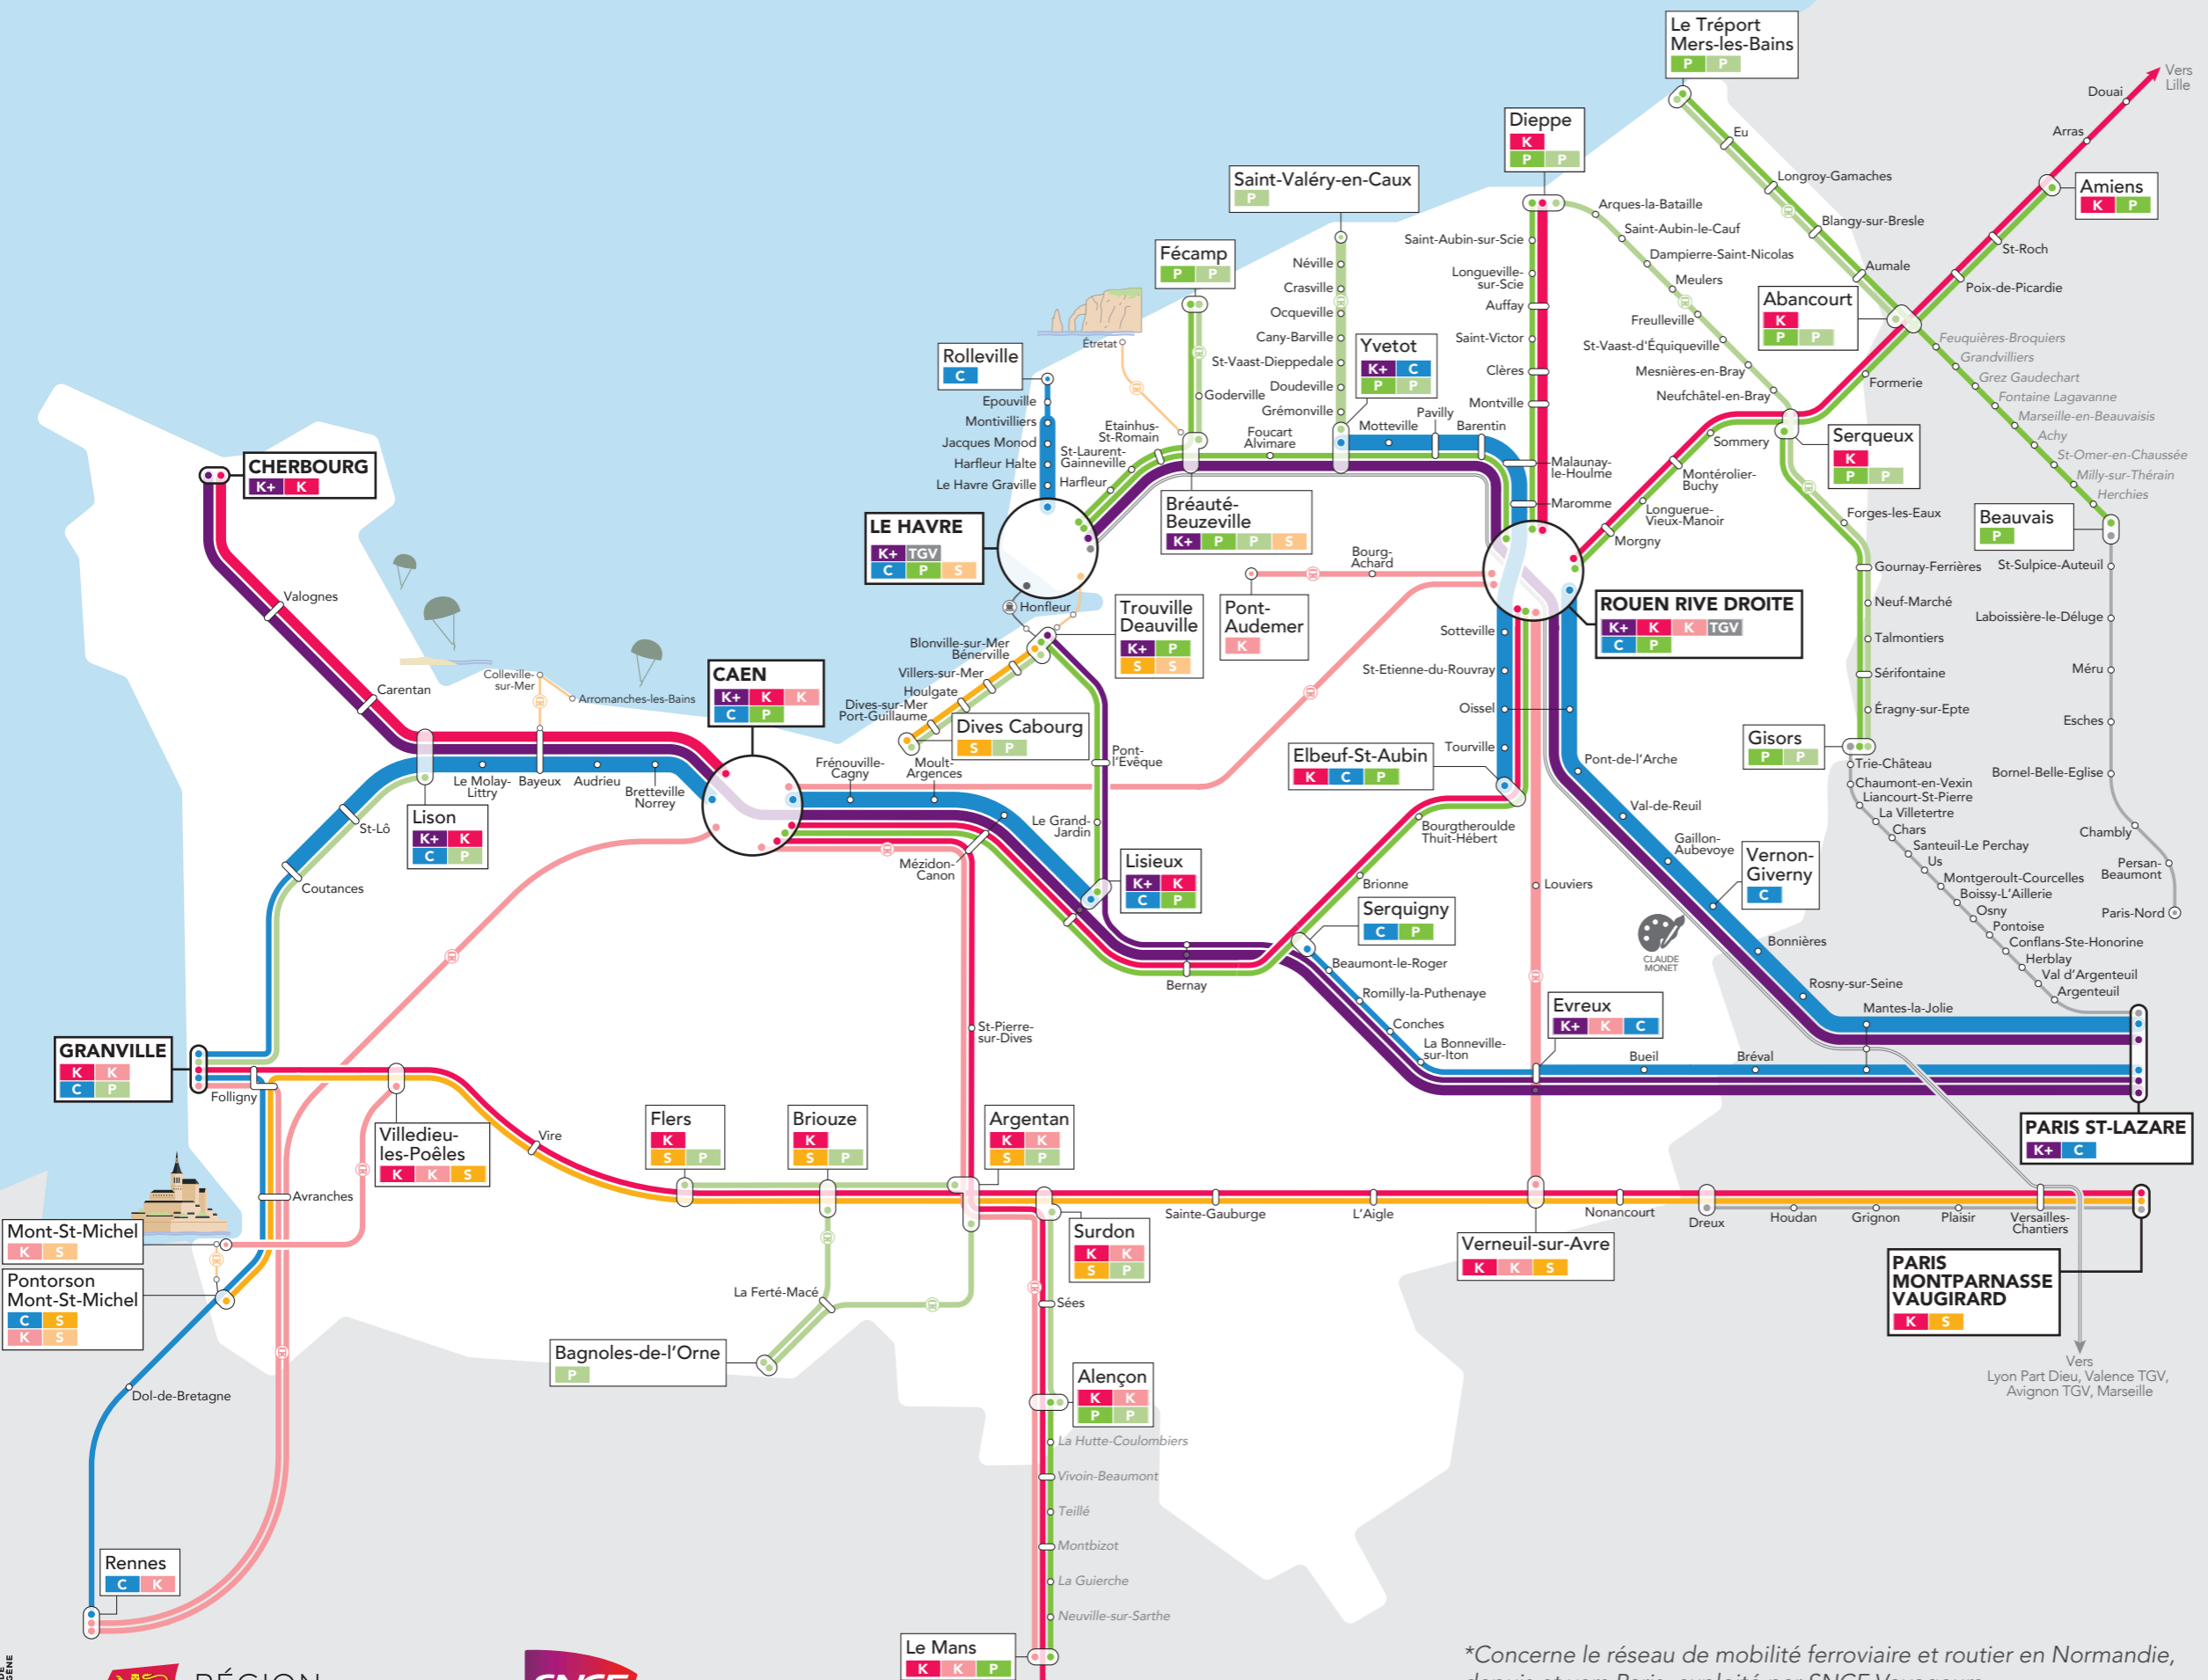 Le Tréport
Mers-les-Bains
P P
Vers
Lille
Douai
Arras
Amiens
K P
St-Roch
Poix-de-Picardie
Eu
Longroy-Gamaches
Blangy-sur-Bresle
Aumale
Abancourt
K
P P
Dieppe
K
P P
Saint-Aubin-sur-Scie
Longueville-
sur-Scie
Auffay
Saint-Victor
Clères
Montville
Malaunay-
le-Houlme
Maromme
Arques-la-Bataille
Saint-Aubin-le-Cauf
Dampierre-Saint-Nicolas
Meulers
Freulleville
St-Vaast-d'Équiqueville
Mesnières-en-Bray
Neufchâtel-en-Bray
Feuquières-Broquiers
Grandvilliers
Grez Gaudechart
Fontaine Lagavanne
Marseille-en-Beauvaisis
Achy
St-Omer-en-Chaussée
Milly-sur-Thérain
Herchies
Formerie
Serqueux
K
P P
Sommery
Montérolier-
Buchy
Longuerue-
Vieux-Manoir
Morgny
Beauvais
P
St-Sulpice-Auteuil
Laboissière-le-Déluge
Méru
Esches
Bornel-Belle-Eglise
Chambly
Persan-
Beaumont
Paris-Nord
Forges-les-Eaux
Gournay-Ferrières
Neuf-Marché
Talmontiers
Sérifontaine
Éragny-sur-Epte
Gisors
P P
Trie-Château
Chaumont-en-Vexin
Liancourt-St-Pierre
La Villetertre
Chars
Santeuil-Le Perchay
Us
Montgeroult-Courcelles
Boissy-L'Aillerie
Osny
Pontoise
Conflans-Ste-Honorine
Herblay
Val d'Argenteuil
Argenteuil
Saint-Valéry-en-Caux
P
Néville
Crasville
Ocqueville
Cany-Barville
St-Vaast-Dieppedale
Doudeville
Grémonville
Yvetot
K+ C
P P
Motteville
Pavilly
Barentin
Foucart
Alvimare
Fécamp
P P
Goderville
Étretat
Etainhus-
St-Romain
St-Laurent-
Gainneville
Harfleur
Bréauté-
Beuzeville
K+ P P S
Rolleville
C
Epouville
Montivilliers
Jacques Monod
Harfleur Halte
Le Havre Graville
LE HAVRE
K+ TGV
C P S
Honfleur
Bourg-
Achard
Pont-
Audemer
K
ROUEN RIVE DROITE
K+ K K TGV
C P
Trouville
Deauville
K+ P
S S
Blonville-sur-Mer
Bénerville
Villers-sur-Mer
Houlgate
Dives-sur-Mer
Port-Guillaume
Dives Cabourg
S P
Pont-
l'Evêque
Le Grand-
Jardin
Sotteville
St-Etienne-du-Rouvray
Oissel
Tourville
Elbeuf-St-Aubin
K C P
Bourgtheroulde
Thuit-Hébert
Brionne
Pont-de-l'Arche
Val-de-Reuil
Gaillon-
Aubevoye
Vernon-
Giverny
C
CLAUDE
MONET
Bonnières
Rosny-sur-Seine
Mantes-la-Jolie
Louviers
CHERBOURG
K+ K
Valognes
Carentan
Colleville-
sur-Mer
Arromanches-les-Bains
Lison
K+ K
C P
Le Molay-
Littry
Bayeux
Audrieu
Bretteville
Norrey
CAEN
K+ K K
C P
Frénouville-
Cagny
Moult-
Argences
Mézidon-
Canon
Lisieux
K+ K
C P
Bernay
Serquigny
C P
Beaumont-le-Roger
Romilly-la-Puthenaye
Conches
La Bonneville-
sur-Iton
Evreux
K+ K C
Bueil
Bréval
PARIS ST-LAZARE
K+ C
St-Lô
Coutances
GRANVILLE
K K
C P
Folligny
Villedieu-
les-Poêles
K K S
Vire
Flers
K
S P
Briouze
K
S P
Argentan
K K
S P
St-Pierre-
sur-Dives
Surdon
K K
S P
Sainte-Gauburge
L'Aigle
Verneuil-sur-Avre
K K S
Nonancourt
Dreux
Houdan
Grignon
Plaisir
Versailles-
Chantiers
PARIS
MONTPARNASSE
VAUGIRARD
K S
Vers
Lyon Part Dieu, Valence TGV,
Avignon TGV, Marseille
Avranches
Mont-St-Michel
K S
Pontorson
Mont-St-Michel
C S
K S
Dol-de-Bretagne
Rennes
C K
La Ferté-Macé
Bagnoles-de-l'Orne
P
Sées
Alençon
K K
P P
La Hutte-Coulombiers
Vivoin-Beaumont
Teillé
Montbizot
La Guierche
Neuville-sur-Sarthe
Le Mans
K K P
RÉGION
SNCF
*Concerne le réseau de mobilité ferroviaire et routier en Normandie,
depuis et vers Paris, exploité par SNCF Voyageurs